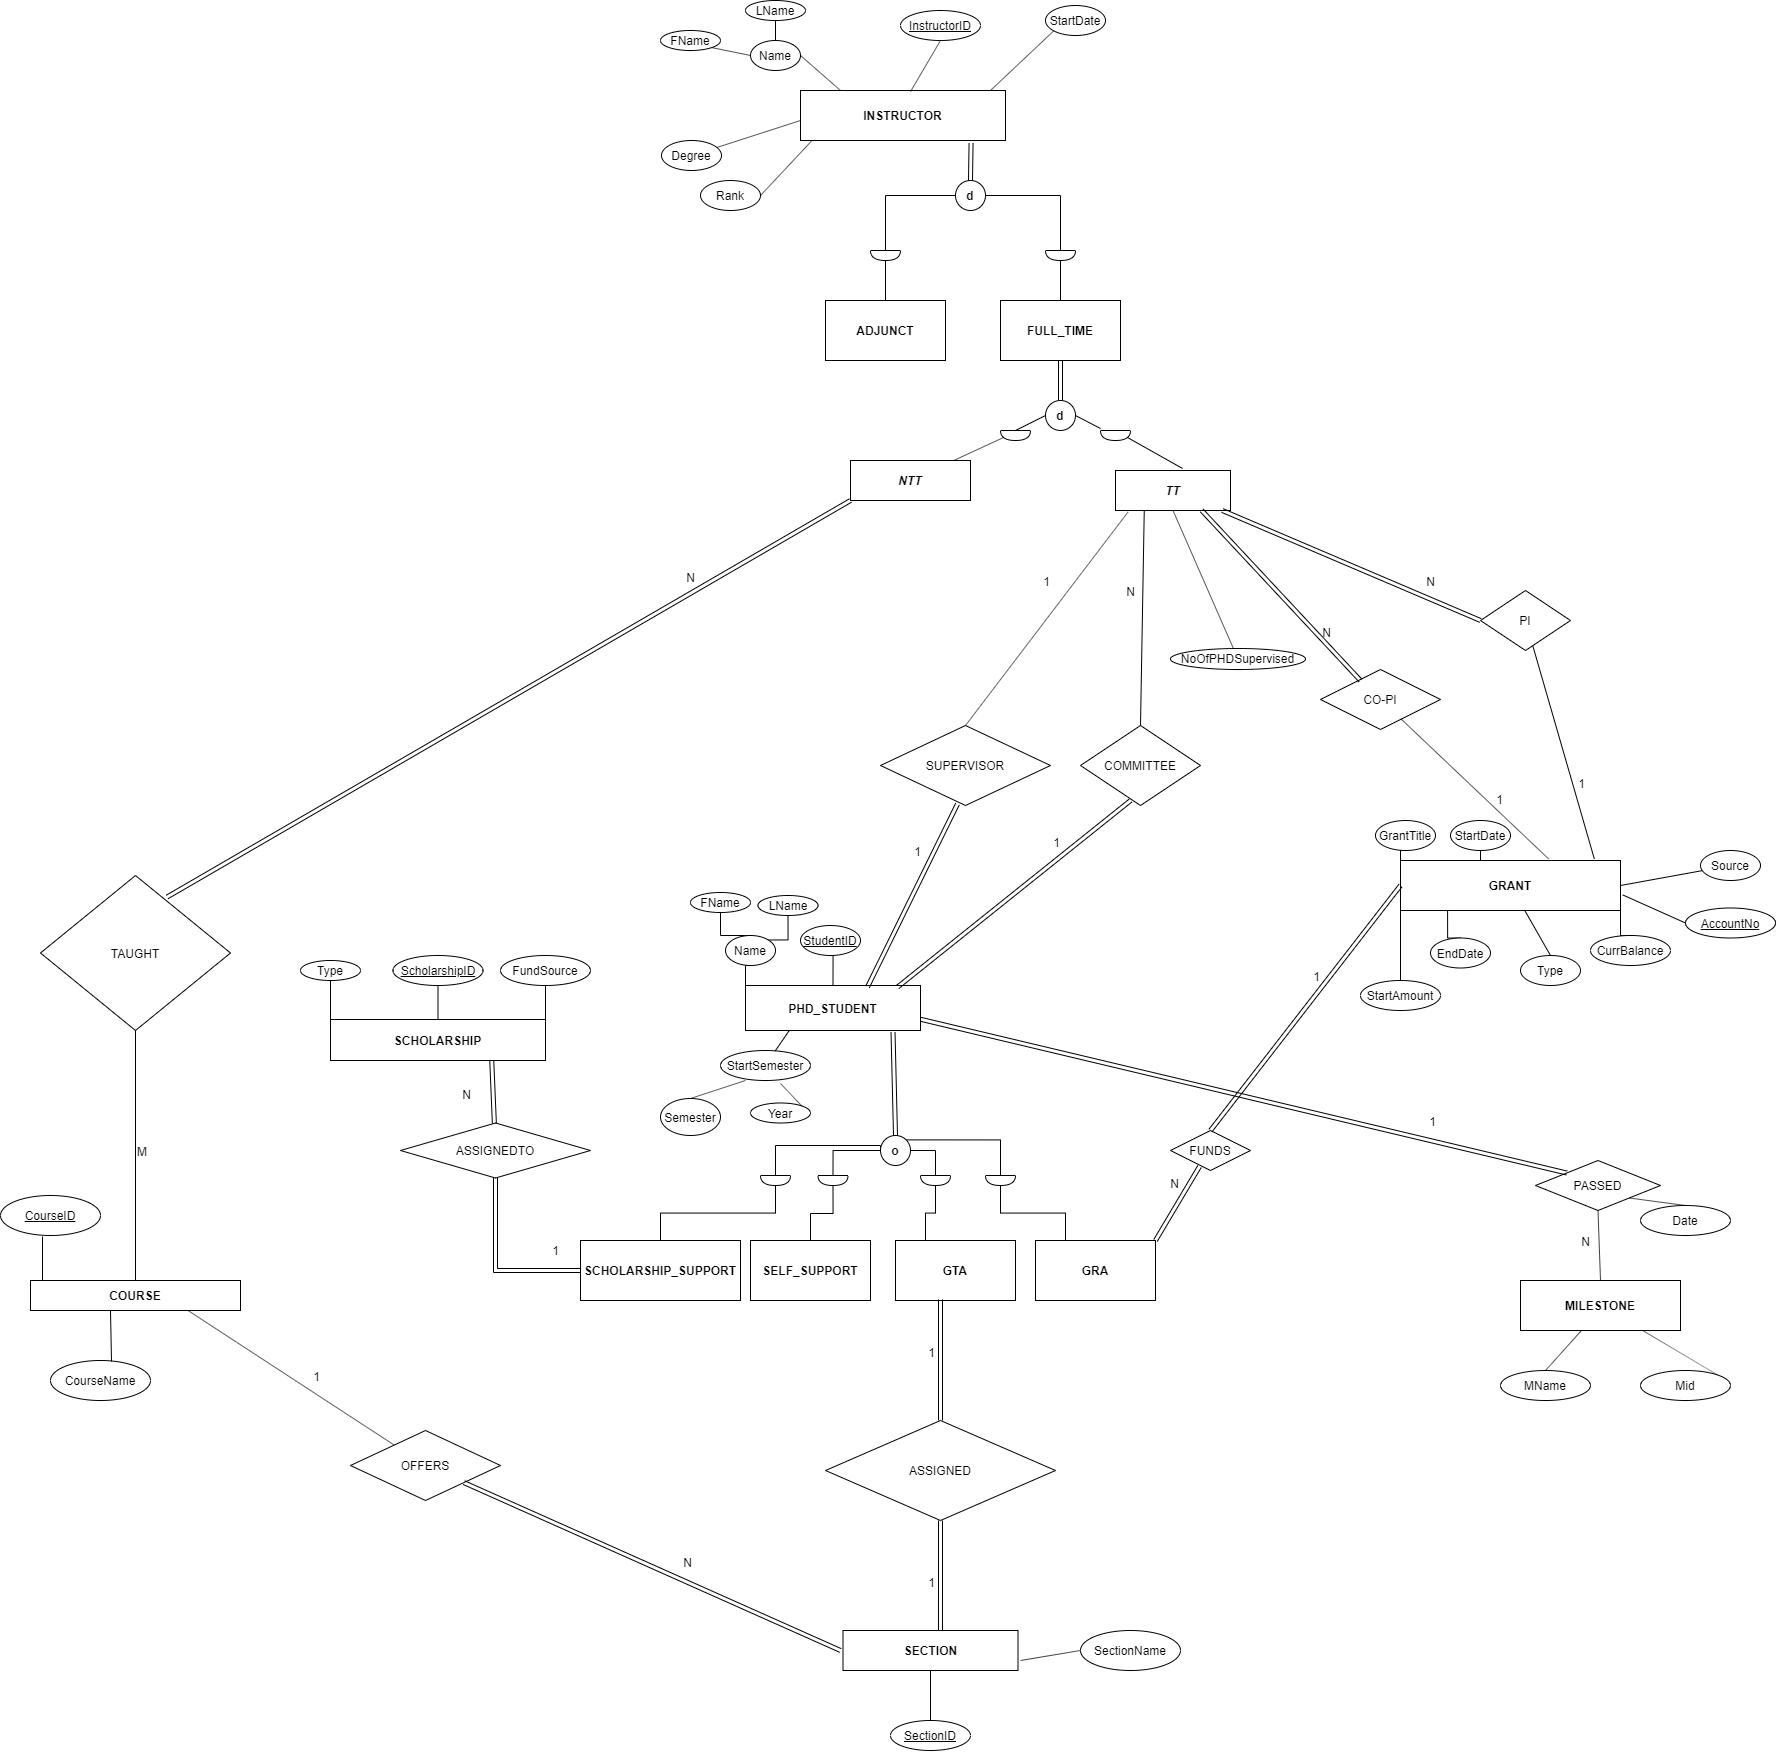 LName
FName
Name
InstructorID
StartDate
INSTRUCTOR
Degree
Rank
d
ADJUNCT
FULL_TIME
d
NTT
TT
N
1
N
N
N
PI
NoOfPHDSupervised
CO-PI
SUPERVISOR
COMMITTEE
1
1
GrantTitle
StartDate
1
1
Source
GRANT
FName
LName
AccountNo
StudentID
Name
CurrBalance
EndDate
TAUGHT
Type
ScholarshipID
FundSource
Type
1
StartAmount
PHD_STUDENT
SCHOLARSHIP
StartSemester
N
Semester
Year
1
M
ASSIGNEDTO
o
FUNDS
N
PASSED
CourseID
Date
N
1
SCHOLARSHIP_SUPPORT
SELF_SUPPORT
GTA
GRA
COURSE
MILESTONE
1
1
CourseName
MName
Mid
OFFERS
ASSIGNED
N
1
SECTION
SectionName
SectionID